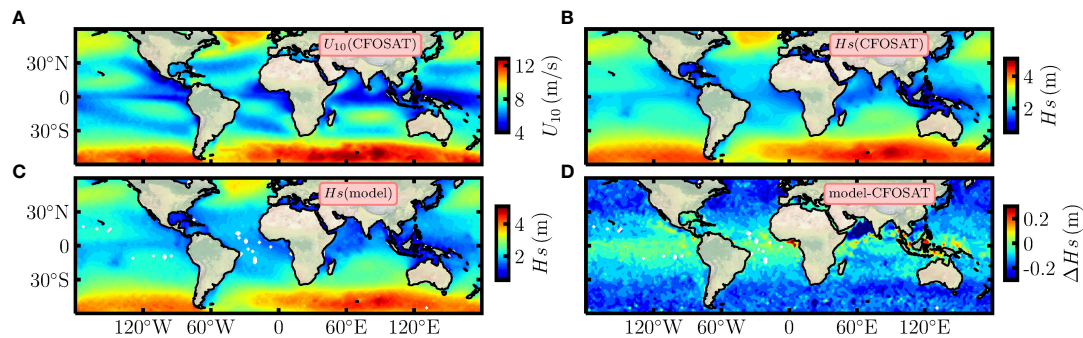 A
B
U10(CFOSAT)
Hs(CFOSAT)
30°N
0
30°S
12
8
4
U10 (m/s)
4
2
Hs (m)
C
D
Hs(model)
model-CFOSAT
30°N
0
30°S
4
2
Hs (m)
0.2
0
-0.2
ΔHs (m)
120°W 60°W 0 60°E 120°E
120°W 60°W 0 60°E 120°E